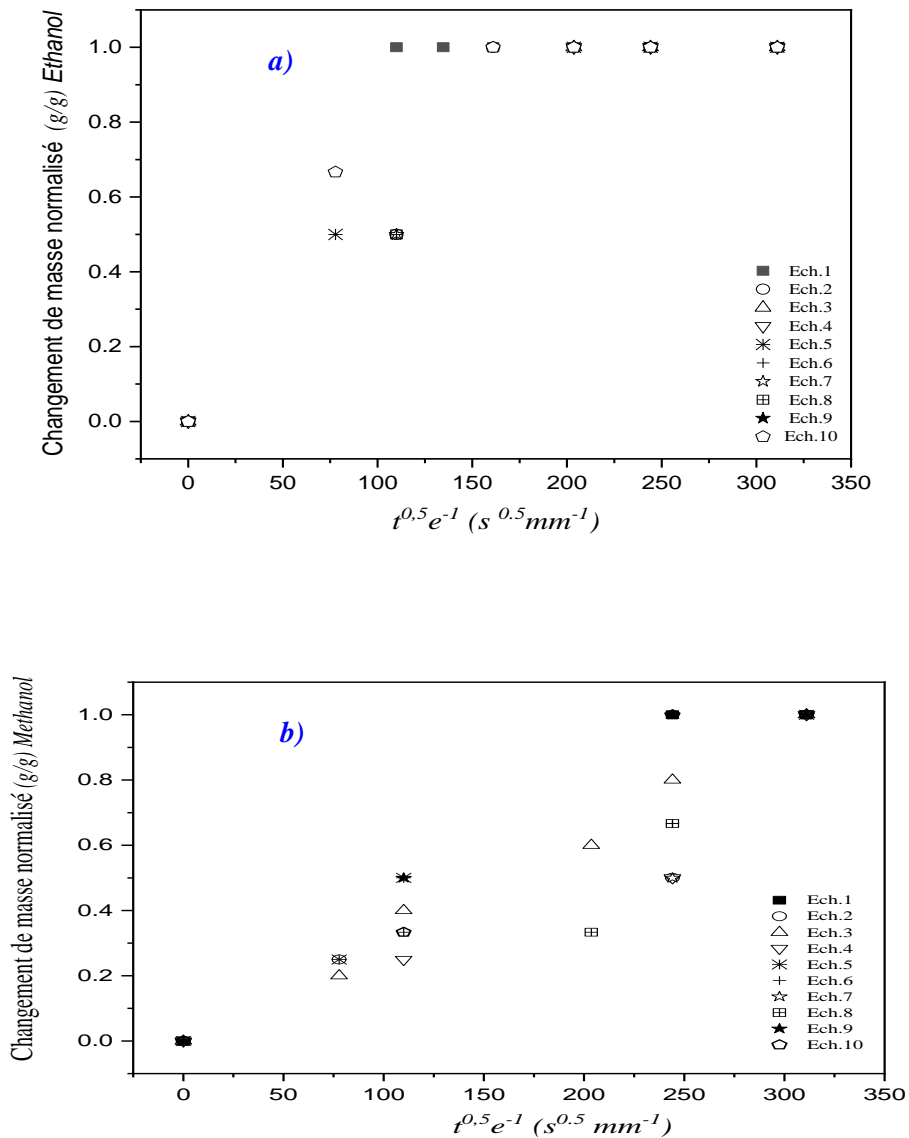 Changement de masse normalisé (g/g) Ethanol
1.0
0.8
0.6
0.4
0.2
0.0
a)
Ech.1
Ech.2
Ech.3
Ech.4
Ech.5
Ech.6
Ech.7
Ech.8
Ech.9
Ech.10
0 50 100 150 200 250 300 350
t^0,5 e^-1 (s^0.5 mm^-1)
Changement de masse normalisé (g/g) Methanol
1.0
0.8
0.6
0.4
0.2
0.0
b)
Ech.1
Ech.2
Ech.3
Ech.4
Ech.5
Ech.6
Ech.7
Ech.8
Ech.9
Ech.10
0 50 100 150 200 250 300 350
t^0,5 e^-1 (s^0.5 mm^-1)